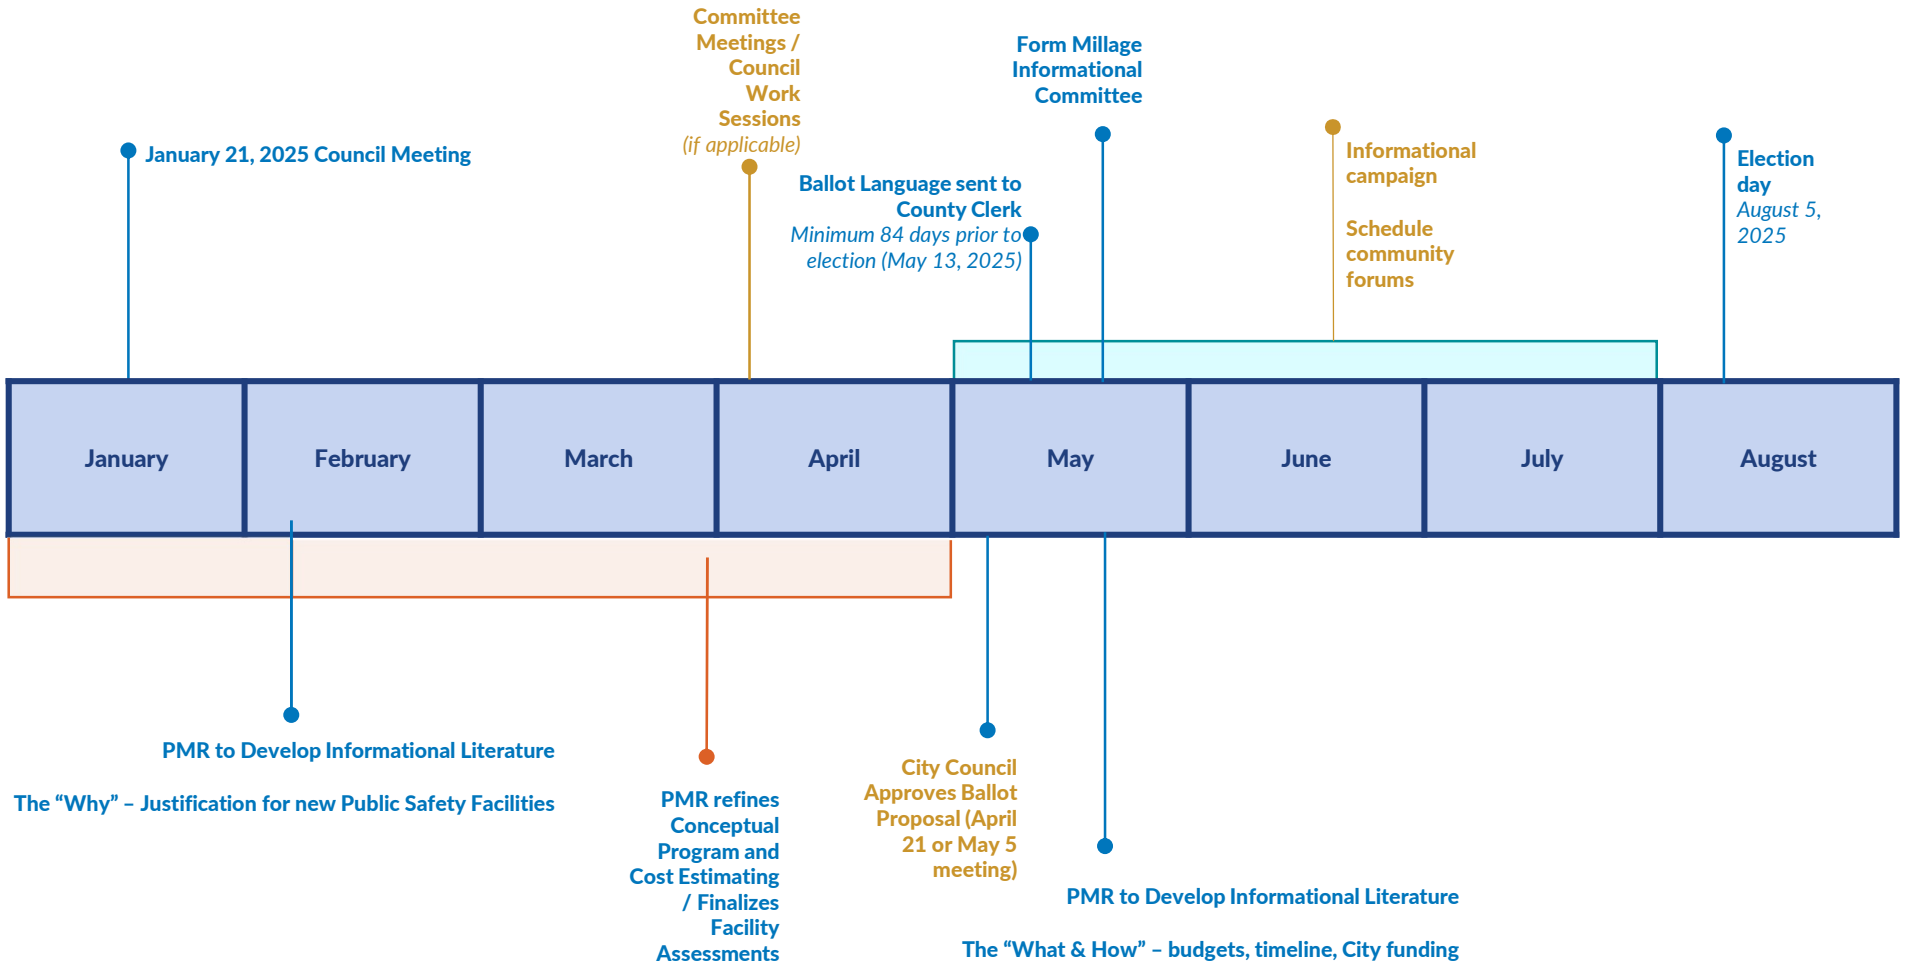 Committee
Meetings /
Council
Work
Sessions
(if applicable)
Form Millage
Informational
Committee
January 21, 2025 Council Meeting
Ballot Language sent to
County Clerk
Minimum 84 days prior to
election (May 13, 2025)
Informational
campaign
Schedule
community
forums
Election
day
August 5,
2025
January
February
March
April
May
June
July
August
PMR to Develop Informational Literature
The “Why” – Justification for new Public Safety Facilities
PMR refines
Conceptual
Program and
Cost Estimating
/ Finalizes
Facility
Assessments
City Council
Approves Ballot
Proposal (April
21 or May 5
meeting)
PMR to Develop Informational Literature
The “What & How” – budgets, timeline, City funding